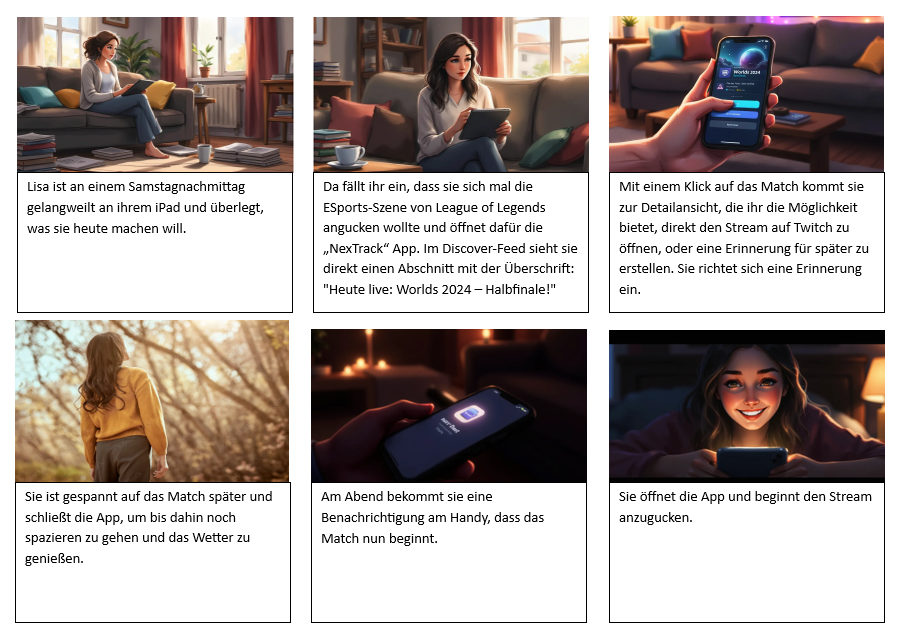 Worlds 2024
Lisa ist an einem Samstagnachmittag
gelangweilt an ihrem iPad und überlegt,
was sie heute machen will.
Da fällt ihr ein, dass sie sich mal die
ESports-Szene von League of Legends
angucken wollte und öffnet dafür die
„NexTrack“ App. Im Discover-Feed sieht sie
direkt einen Abschnitt mit der Überschrift:
"Heute live: Worlds 2024 – Halbfinale!"
Mit einem Klick auf das Match kommt sie
zur Detailansicht, die ihr die Möglichkeit
bietet, direkt den Stream auf Twitch zu
öffnen, oder eine Erinnerung für später zu
erstellen. Sie richtet sich eine Erinnerung
ein.
Sie ist gespannt auf das Match später und
schließt die App, um bis dahin noch
spazieren zu gehen und das Wetter zu
genießen.
Am Abend bekommt sie eine
Benachrichtigung am Handy, dass das
Match nun beginnt.
Sie öffnet die App und beginnt den Stream
anzugucken.